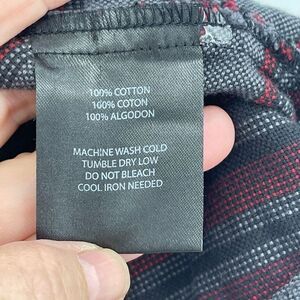 100% COTTON
100% COTON
100% ALGODON
MACHINE WASH COLD
TUMBLE DRY LOW
DO NOT BLEACH
COOL IRON NEEDED